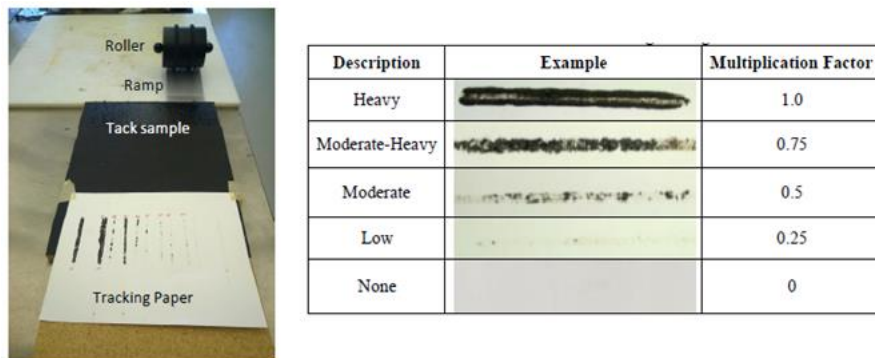 Roller
Ramp
Tack sample
Tracking Paper
Description Example Multiplication Factor
Heavy 1.0
Moderate-Heavy 0.75
Moderate 0.5
Low 0.25
None 0